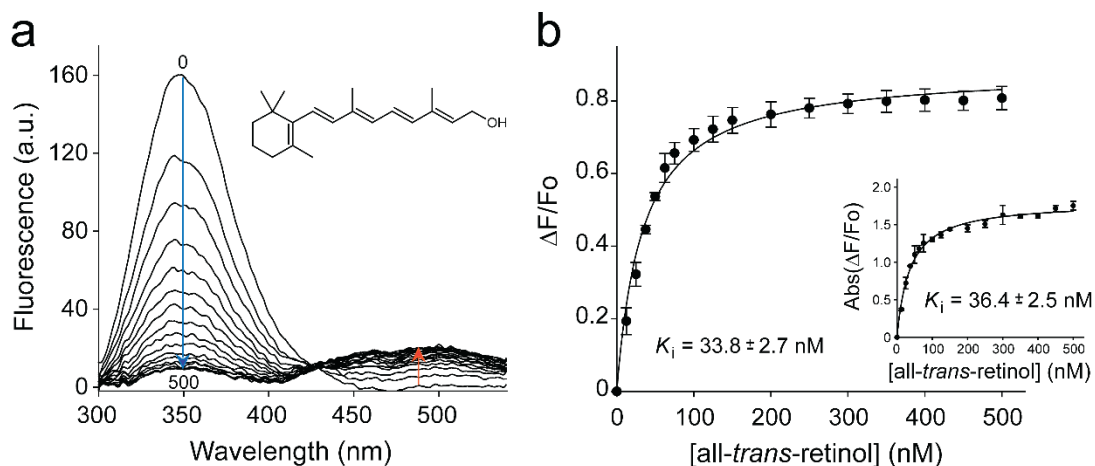 a
Fluorescence (a.u.)
160
120
80
40
0
0
500
OH
300
350
400
450
500
Wavelength (nm)
b
ΔF/Fo
0.8
0.6
0.4
0.2
0
Ki = 33.8 ± 2.7 nM
0
100
200
300
400
500
[all-trans-retinol] (nM)
Abs(ΔF/Fo)
2.0
1.5
1.0
0.5
0
Ki = 36.4 ± 2.5 nM
0 100 200 300 400 500
[all-trans-retinol] (nM)